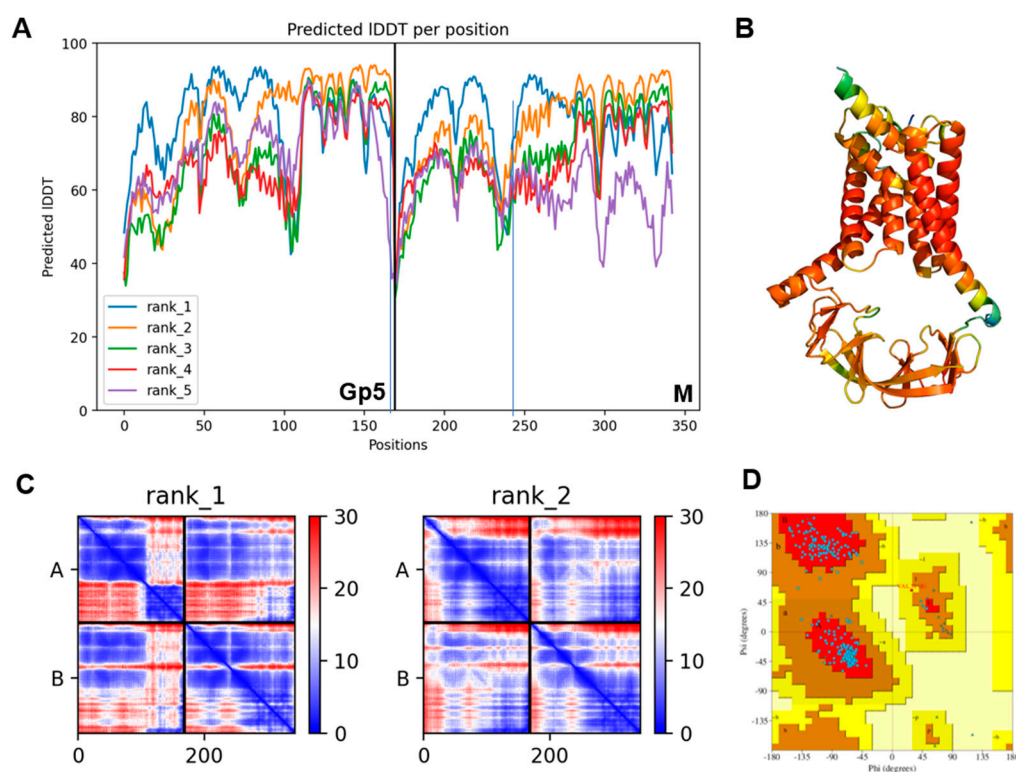 A
Predicted lDDT per position
Predicted lDDT
100
80
60
40
20
0
rank_1
rank_2
rank_3
rank_4
rank_5
Gp5
M
0 50 100 150 200 250 300 350
Positions
B
C
rank_1
A
B
0 200
30
20
10
0
rank_2
A
B
0 200
30
20
10
0
D
Psi (degrees)
180
135
90
45
0
-45
-90
-135
-180 -135 -90 -45 0 45 90 135 180
Phi (degrees)